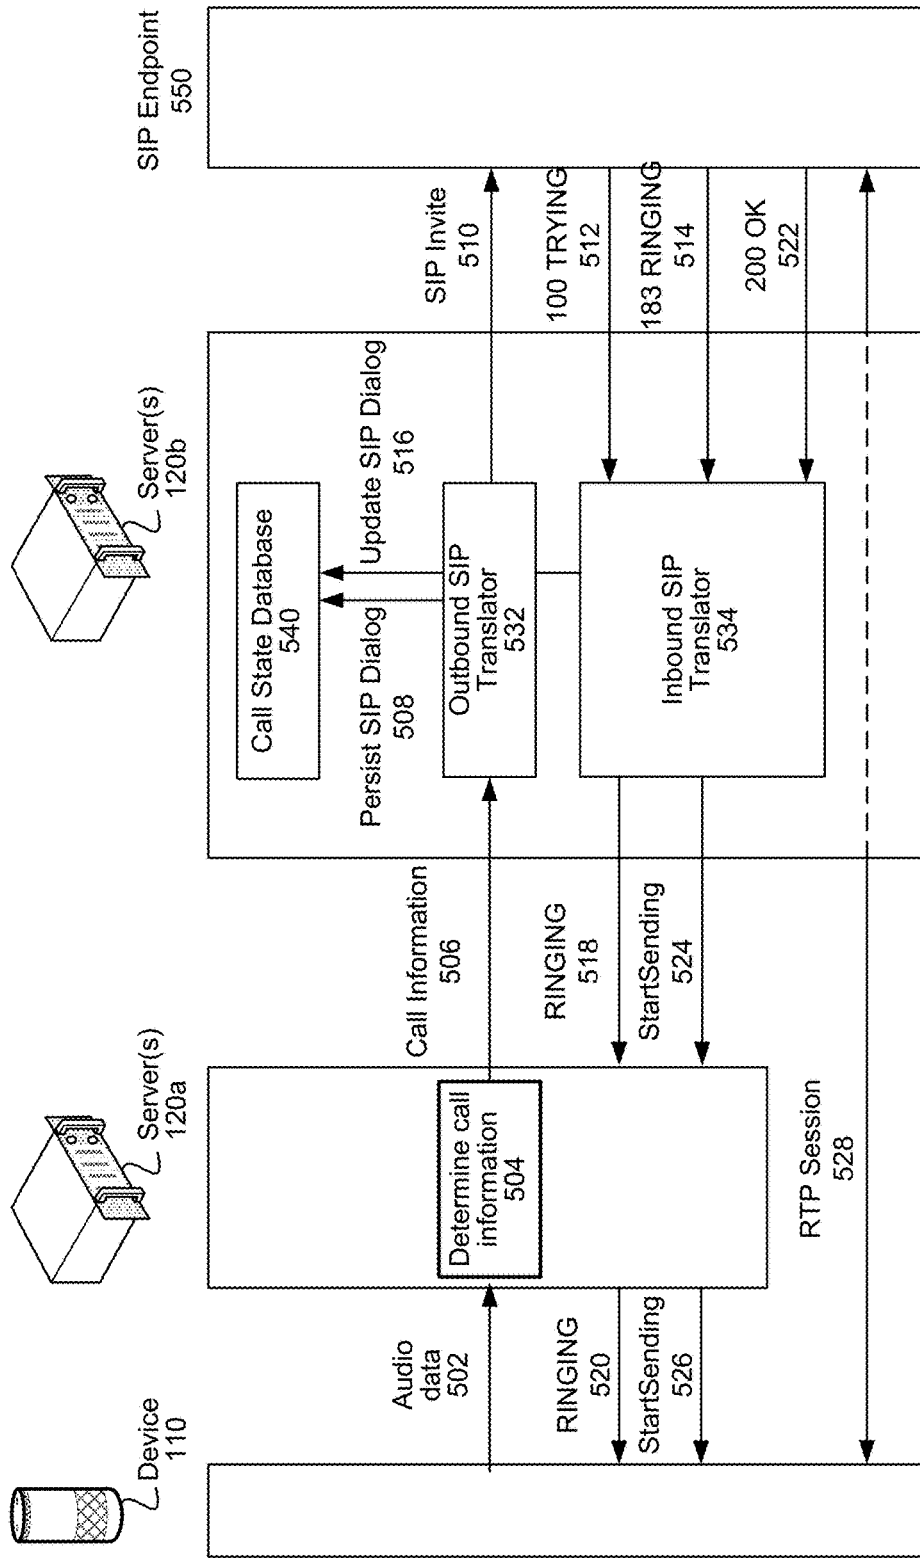 Device
110
Server(s)
120a
Server(s)
120b
SIP Endpoint
550
Audio
data
502
Determine call
information
504
Call Information
506
Persist SIP Dialog
508
Call State Database
540
Update SIP Dialog
516
Outbound SIP
Translator
532
SIP Invite
510
100 TRYING
512
183 RINGING
514
Inbound SIP
Translator
534
RINGING
518
RINGING
520
200 OK
522
StartSending
524
StartSending
526
RTP Session
528